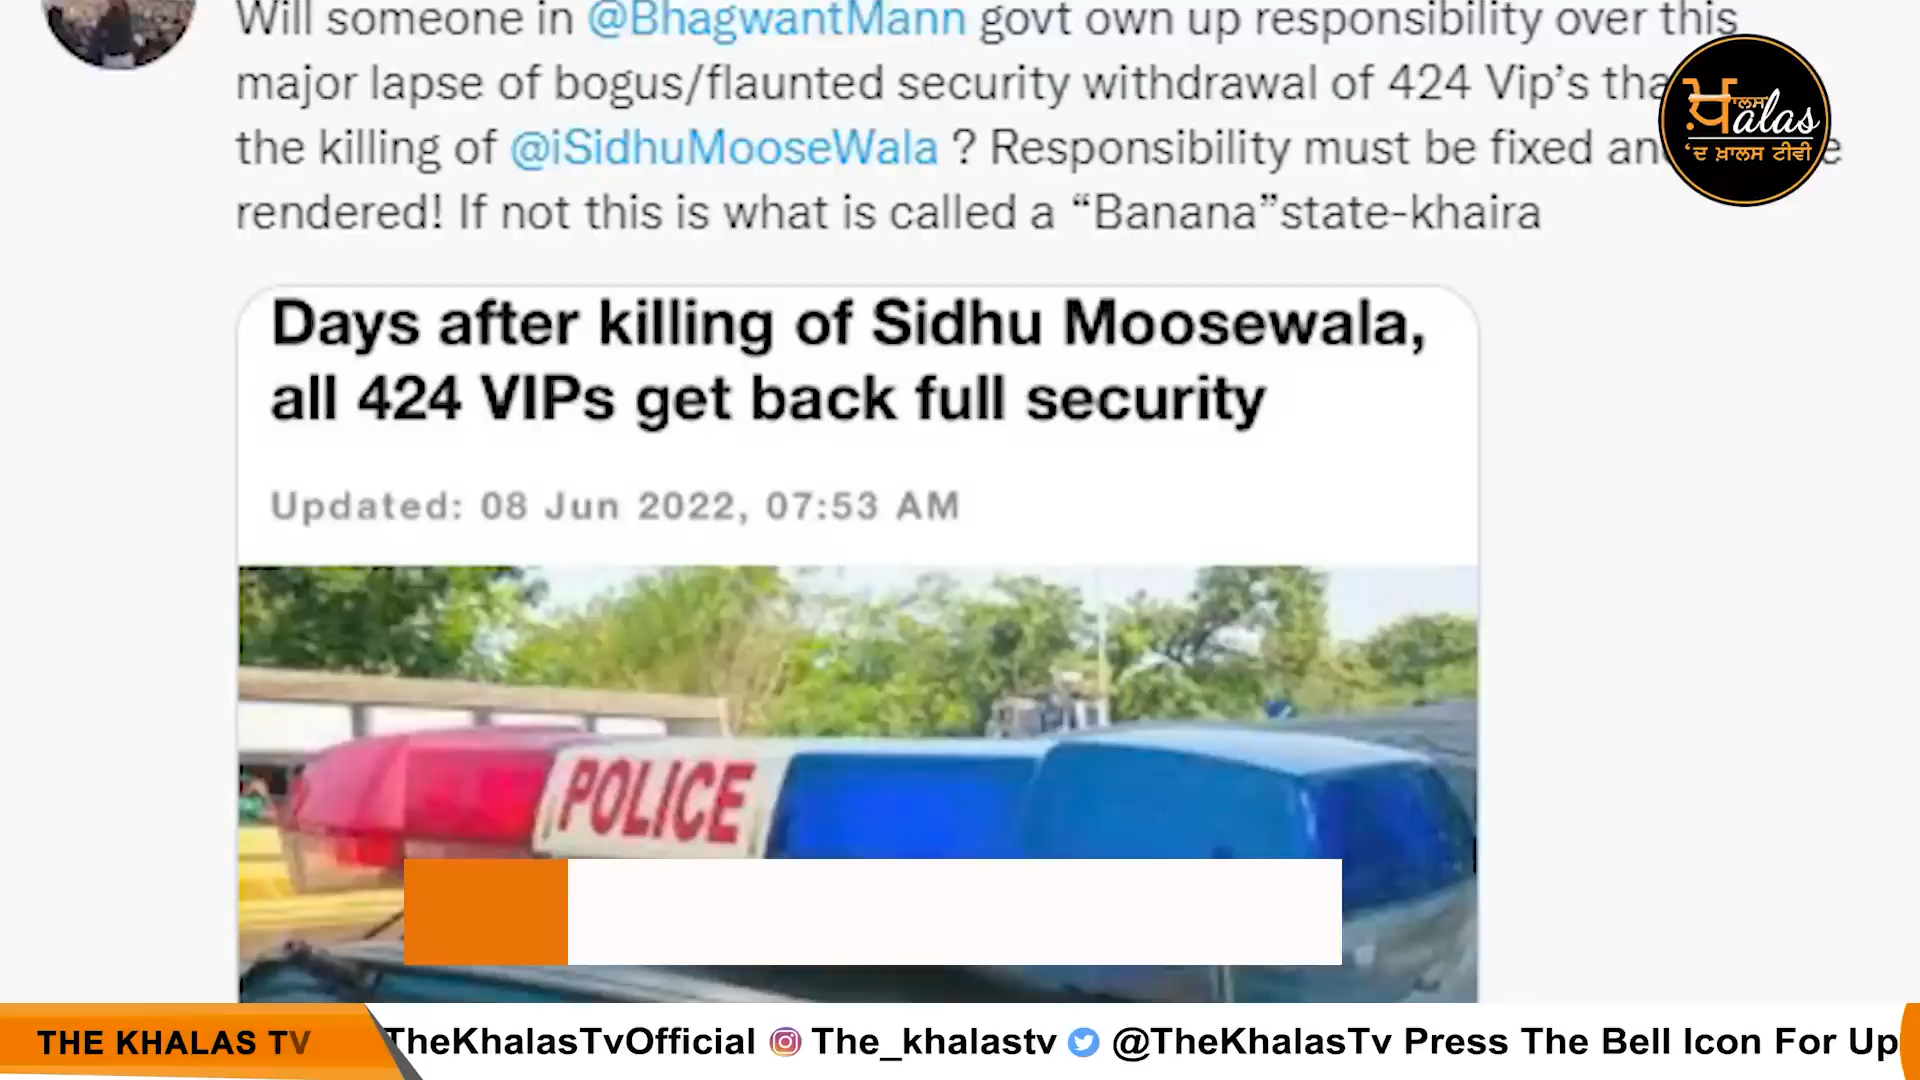 Will someone in @BhagwantMann govt own up responsibility over this
major lapse of bogus/flaunted security withdrawal of 424 Vip's
the killing of @iSidhuMooseWala ? Responsibility must be fixed
rendered! If not this is what is called a “Banana”state-khaira
Days after killing of Sidhu Moosewala,
all 424 VIPs get back full security
Updated: 08 Jun 2022, 07:53 AM
POLICE
ਖ਼ਾਲਸ alas
'ਦ ਖ਼ਾਲਸ ਟੀਵੀ
THE KHALAS TV
TheKhalasTvOfficial The_khalastv @TheKhalasTv Press The Bell Icon For